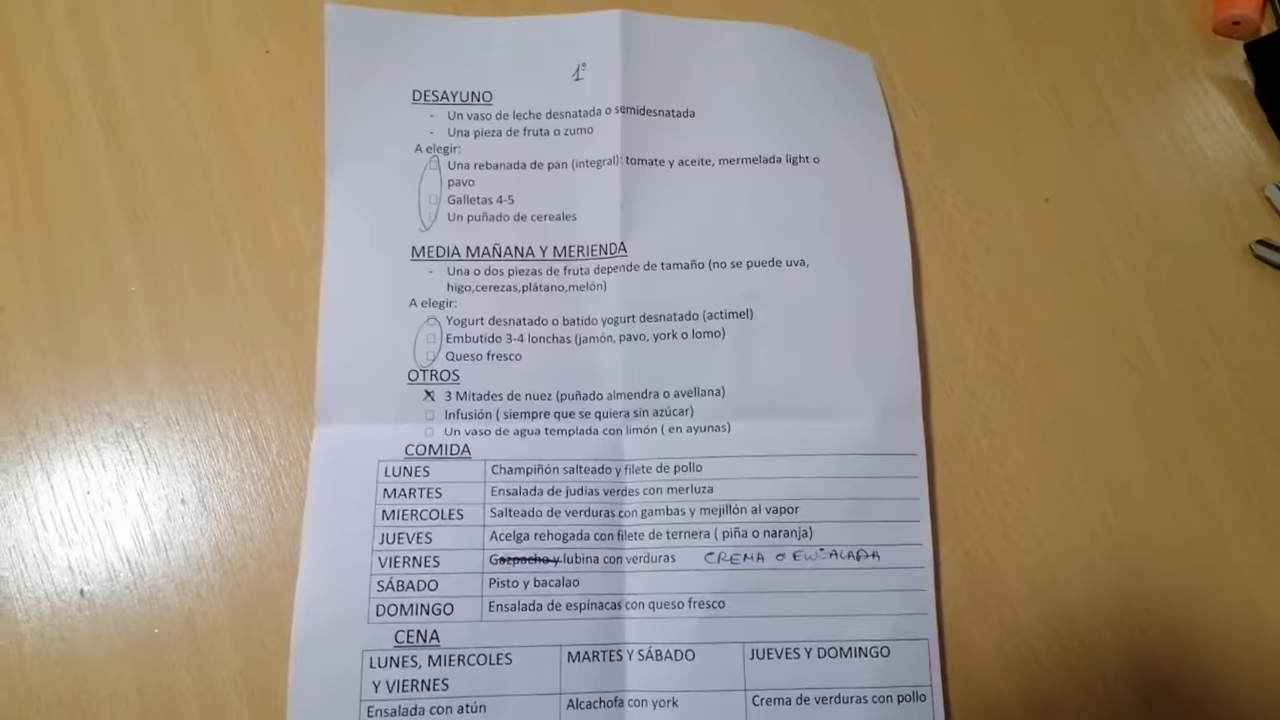 1º
DESAYUNO
- Un vaso de leche desnatada o semidesnatada
- Una pieza de fruta o zumo
A elegir:
Una rebanada de pan (integral): tomate y aceite, mermelada light o
pavo
Galletas 4-5
Un puñado de cereales
MEDIA MAÑANA Y MERIENDA
- Una o dos piezas de fruta depende de tamaño (no se puede uva,
higo,cerezas,plátano,melón)
A elegir:
Yogurt desnatado o batido yogurt desnatado (actimel)
Embutido 3-4 lonchas (jamón, pavo, york o lomo)
Queso fresco
OTROS
3 Mitades de nuez (puñado almendra o avellana)
Infusión ( siempre que se quiera sin azúcar)
Un vaso de agua templada con limón ( en ayunas)
COMIDA
LUNES Champiñón salteado y filete de pollo
MARTES Ensalada de judías verdes con merluza
MIERCOLES Salteado de verduras con gambas y mejillón al vapor
JUEVES Acelga rehogada con filete de ternera ( piña o naranja)
VIERNES Gazpacho y lubina con verduras CREMA O ENSALADA
SÁBADO Pisto y bacalao
DOMINGO Ensalada de espinacas con queso fresco
CENA
LUNES, MIERCOLES MARTES Y SÁBADO JUEVES Y DOMINGO
Y VIERNES
Ensalada con atún Alcachofa con york Crema de verduras con pollo